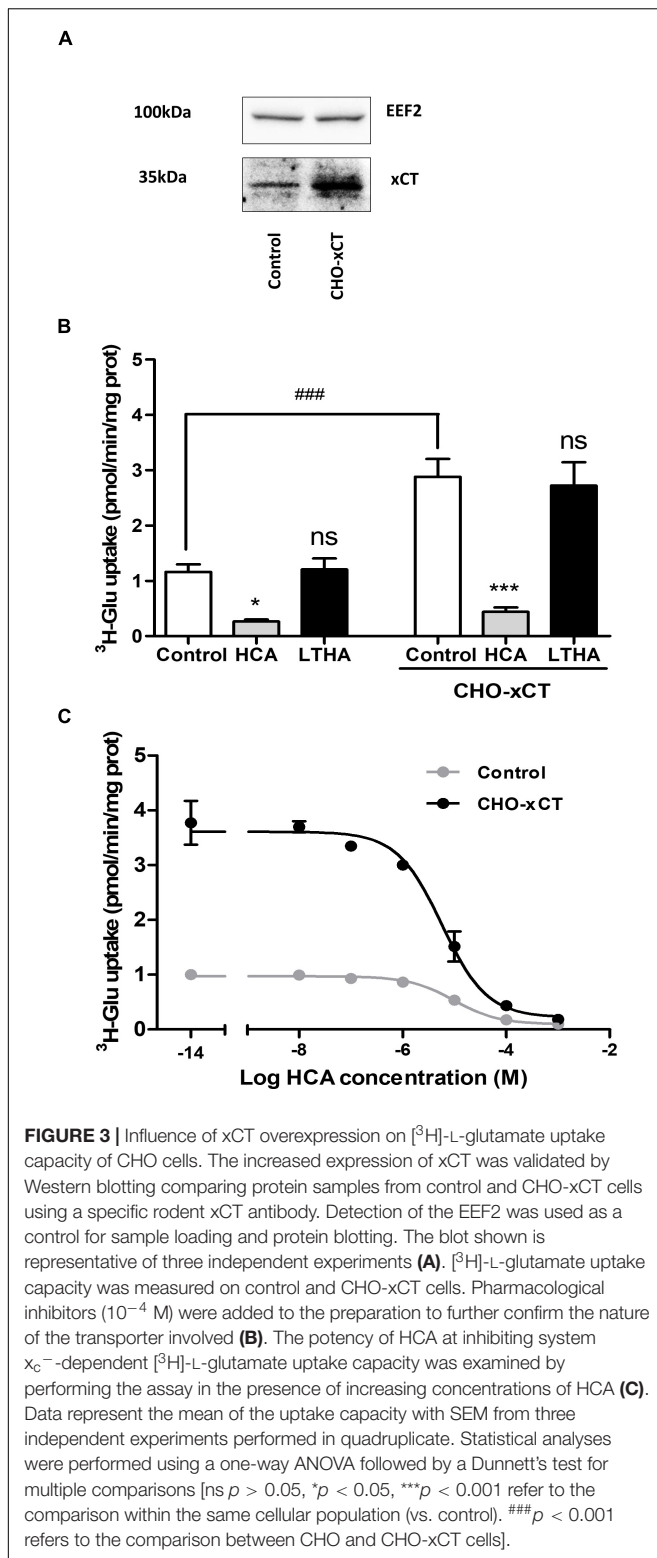 A
100kDa
EEF2
35kDa
xCT
Control
CHO-xCT
B
³H-Glu uptake (pmol/min/mg prot)
5
4
3
2
1
0
###
*
ns
***
ns
Control HCA LTHA Control HCA LTHA
CHO-xCT
C
³H-Glu uptake (pmol/min/mg prot)
5
4
3
2
1
0
Control
CHO-xCT
-14 -8 -6 -4 -2
Log HCA concentration (M)
FIGURE 3 | Influence of xCT overexpression on [³H]-L-glutamate uptake
capacity of CHO cells. The increased expression of xCT was validated by
Western blotting comparing protein samples from control and CHO-xCT cells
using a specific rodent xCT antibody. Detection of the EEF2 was used as a
control for sample loading and protein blotting. The blot shown is
representative of three independent experiments (A). [³H]-L-glutamate uptake
capacity was measured on control and CHO-xCT cells. Pharmacological
inhibitors (10⁻⁴ M) were added to the preparation to further confirm the nature
of the transporter involved (B). The potency of HCA at inhibiting system
xc⁻-dependent [³H]-L-glutamate uptake capacity was examined by
performing the assay in the presence of increasing concentrations of HCA (C).
Data represent the mean of the uptake capacity with SEM from three
independent experiments performed in quadruplicate. Statistical analyses
were performed using a one-way ANOVA followed by a Dunnett's test for
multiple comparisons [ns p > 0.05, *p < 0.05, ***p < 0.001 refer to the
comparison within the same cellular population (vs. control). ###p < 0.001
refers to the comparison between CHO and CHO-xCT cells].